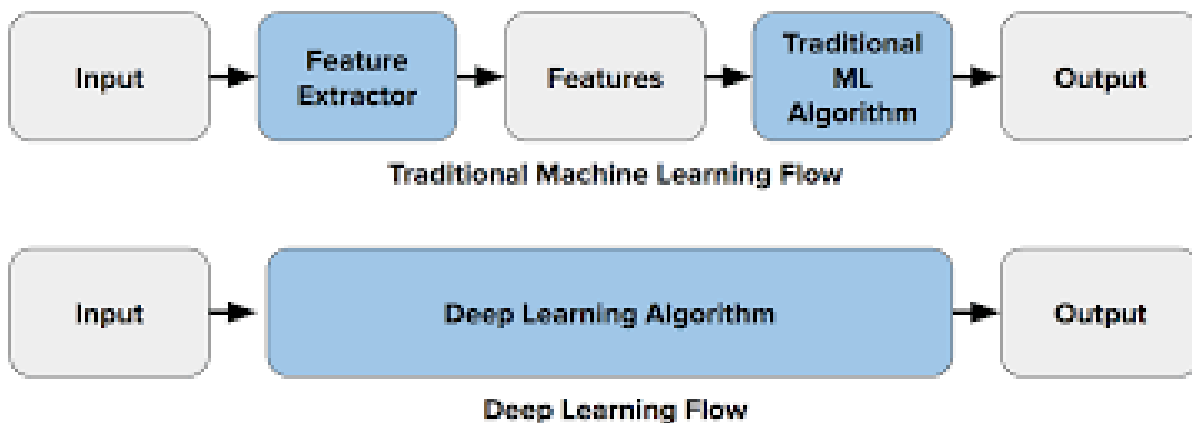 Input
Feature
Extractor
Features
Traditional
ML
Algorithm
Output
Traditional Machine Learning Flow
Input
Deep Learning Algorithm
Output
Deep Learning Flow